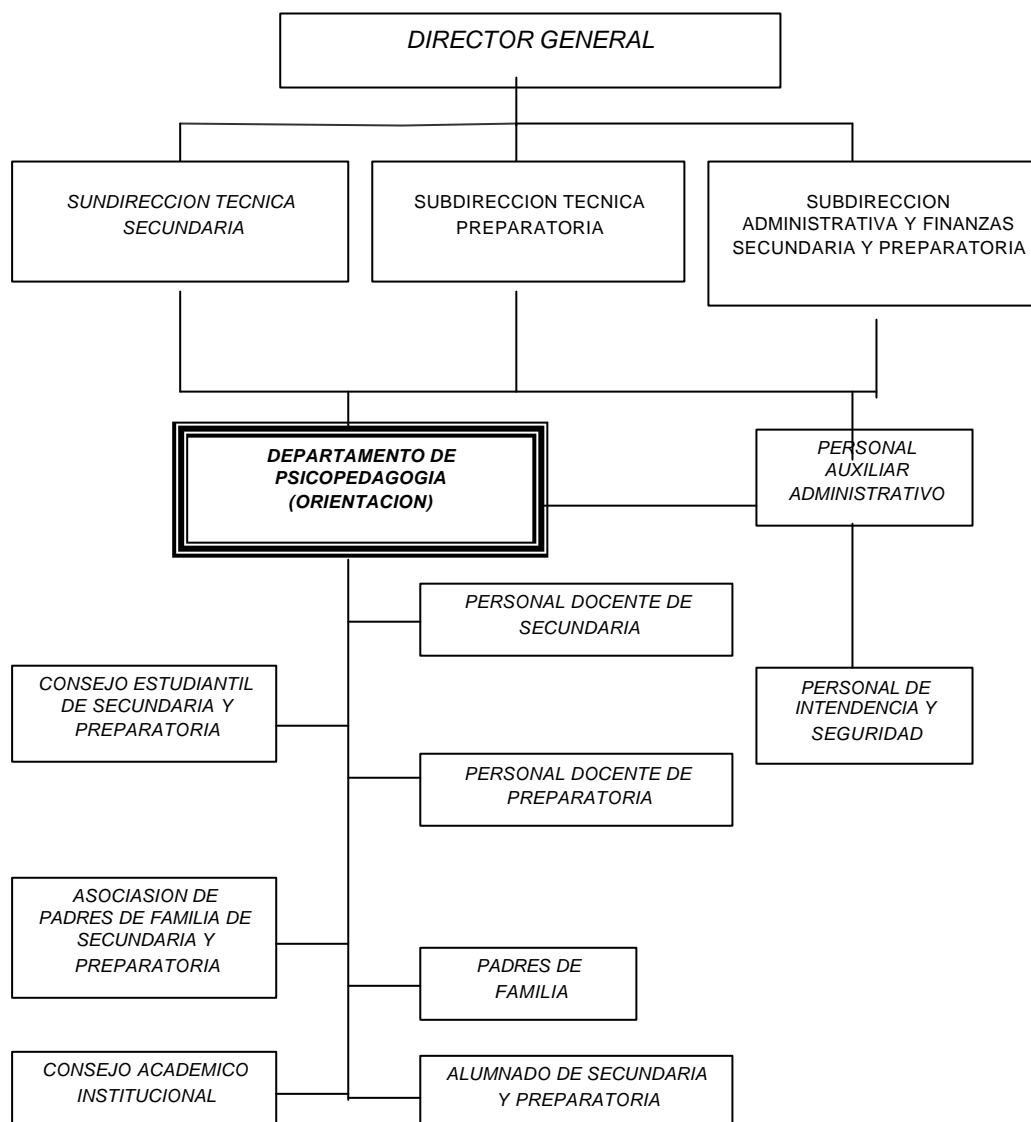 DIRECTOR GENERAL
SUNDIRECCION TECNICA
SECUNDARIA
SUBDIRECCION TECNICA
PREPARATORIA
SUBDIRECCION
ADMINISTRATIVA Y FINANZAS
SECUNDARIA Y PREPARATORIA
DEPARTAMENTO DE
PSICOPEDAGOGIA
(ORIENTACION)
PERSONAL
AUXILIAR
ADMINISTRATIVO
PERSONAL DOCENTE DE
SECUNDARIA
CONSEJO ESTUDIANTIL
DE SECUNDARIA Y
PREPARATORIA
PERSONAL DE
INTENDENCIA Y
SEGURIDAD
PERSONAL DOCENTE DE
PREPARATORIA
ASOCIASION DE
PADRES DE FAMILIA DE
SECUNDARIA Y
PREPARATORIA
PADRES DE
FAMILIA
CONSEJO ACADEMICO
INSTITUCIONAL
ALUMNADO DE SECUNDARIA
Y PREPARATORIA